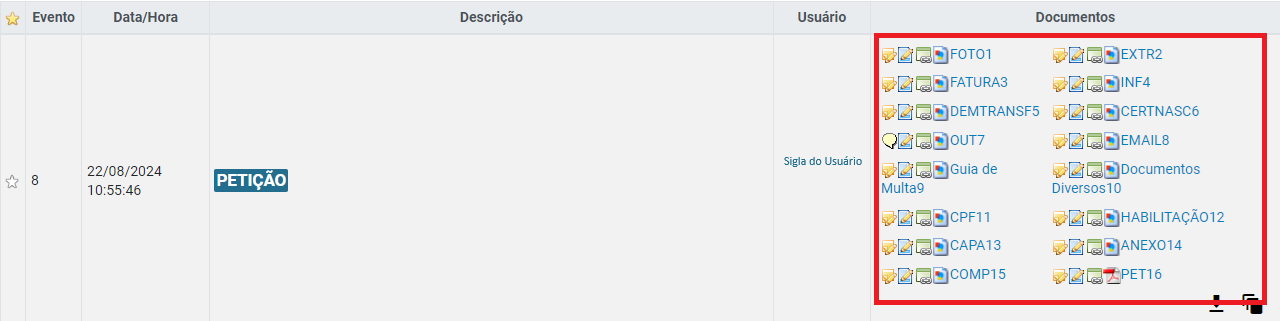 Evento Data/Hora Descrição Usuário Documentos
FOTO1 EXTR2
FATURA3 INF4
DEMTRANSF5 CERTNASC6
OUT7 EMAIL8
8 22/08/2024 10:55:46 PETIÇÃO Sigla do Usuário
Guia de Multa9 Documentos Diversos10
CPF11 HABILITAÇÃO12
CAPA13 ANEXO14
COMP15 PET16